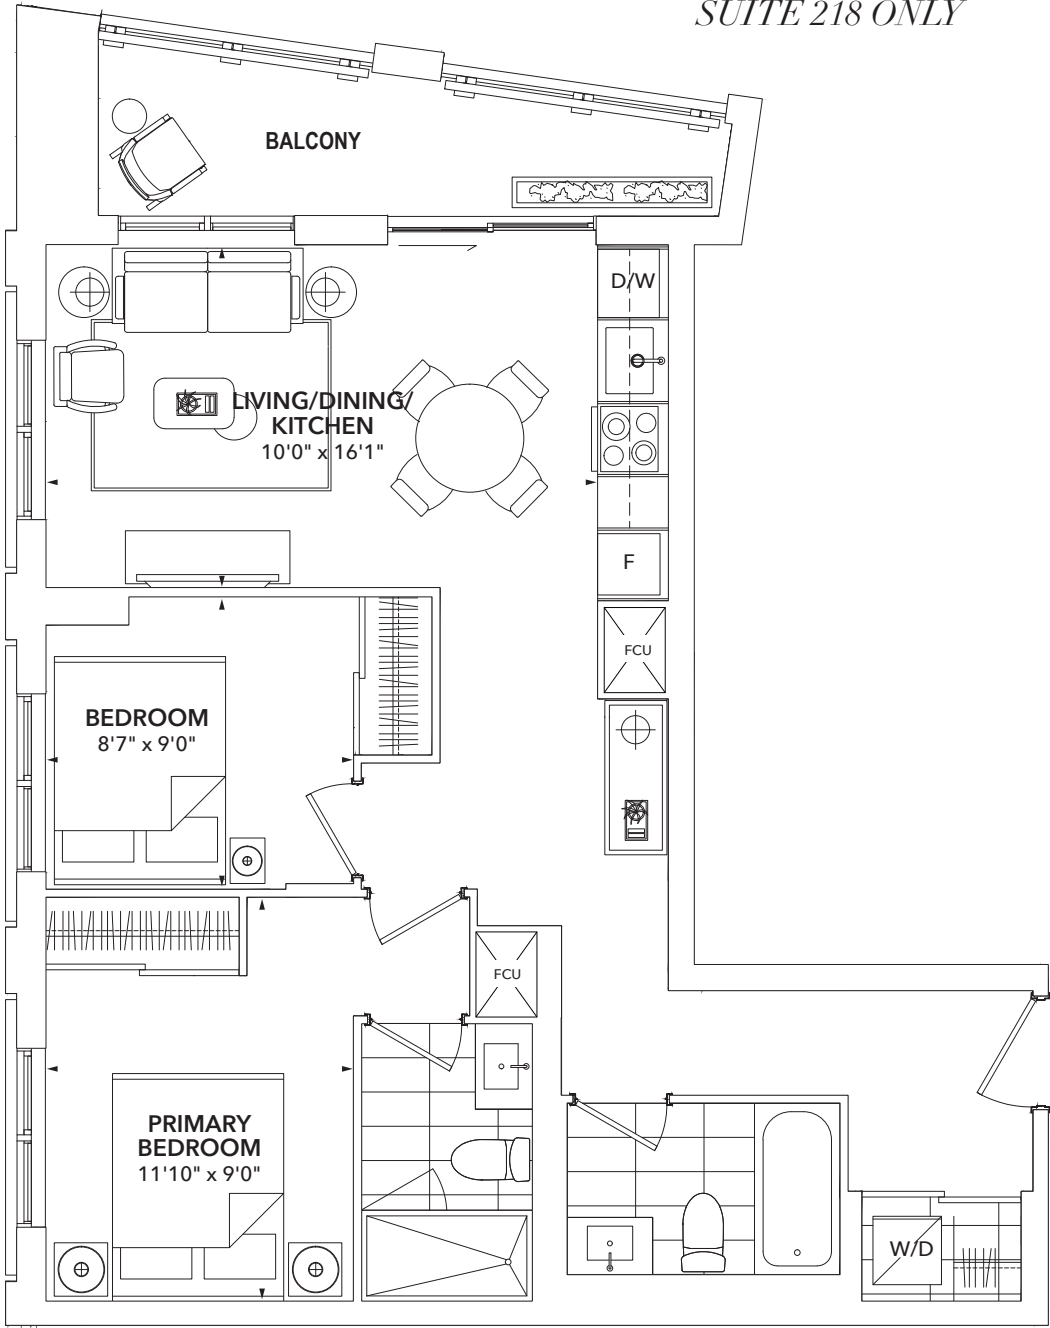 SUITE 218 ONLY
BALCONY
D/W
LIVING/DINING/
KITCHEN
10'0" x 16'1"
F
FCU
BEDROOM
8'7" x 9'0"
FCU
PRIMARY
BEDROOM
11'10" x 9'0"
W/D